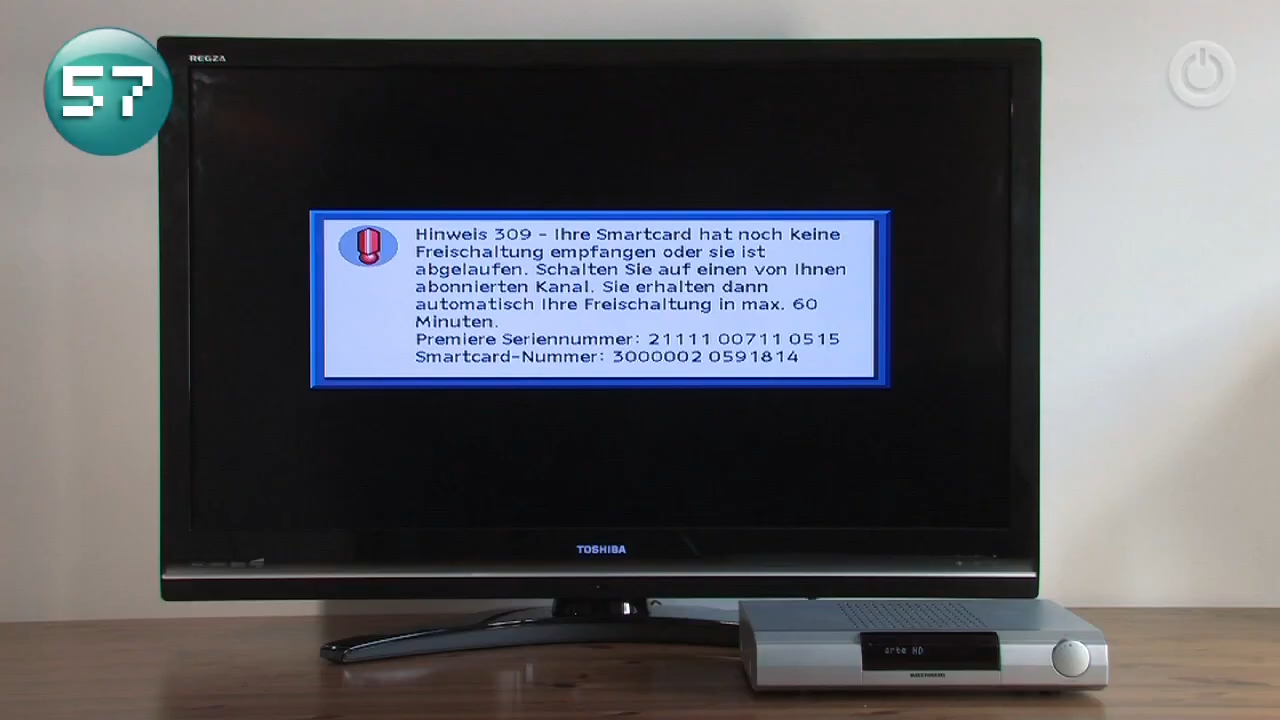 57
REGZA
Hinweis 309 - Ihre Smartcard hat noch keine
Freischaltung empfangen oder sie ist
abgelaufen. Schalten Sie auf einen von Ihnen
abonnierten Kanal. Sie erhalten dann
automatisch Ihre Freischaltung in max. 60
Minuten.
Premiere Seriennummer: 21111 00711 0515
Smartcard-Nummer: 3000002 0591814
TOSHIBA
arte HD